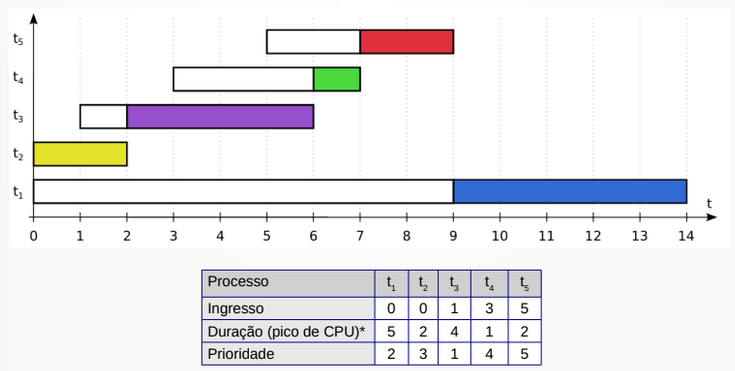 t5
t4
t3
t2
t1
t
0 1 2 3 4 5 6 7 8 9 10 11 12 13 14
Processo t1 t2 t3 t4 t5
Ingresso 0 0 1 3 5
Duração (pico de CPU)* 5 2 4 1 2
Prioridade 2 3 1 4 5